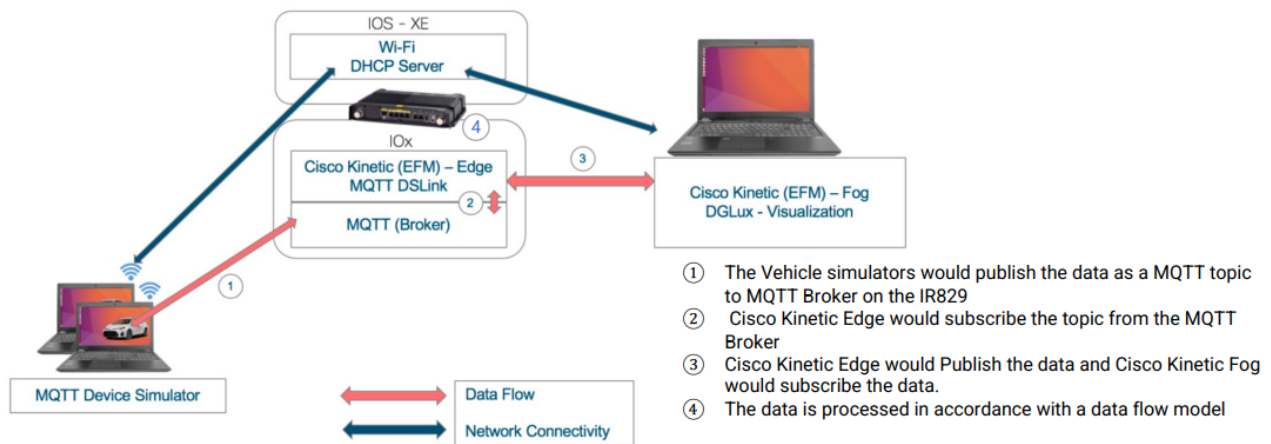 IOS - XE
Wi-Fi
DHCP Server
4
IOx
Cisco Kinetic (EFM) – Edge
MQTT DSLink
2
MQTT (Broker)
3
Cisco Kinetic (EFM) – Fog
DGLux - Visualization
1
MQTT Device Simulator
Data Flow
Network Connectivity
① The Vehicle simulators would publish the data as a MQTT topic
to MQTT Broker on the IR829
② Cisco Kinetic Edge would subscribe the topic from the MQTT
Broker
③ Cisco Kinetic Edge would Publish the data and Cisco Kinetic Fog
would subscribe the data.
④ The data is processed in accordance with a data flow model